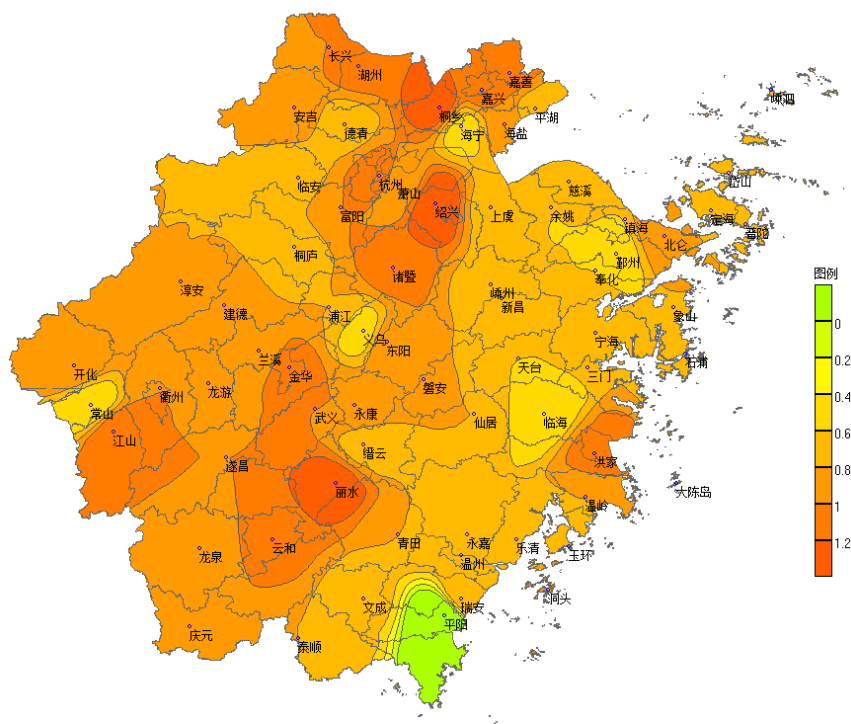 长兴
湖州
嘉善
嘉兴
嵊泗
安吉
桐乡
平湖
德青
海宁
海盐
临安
杭州
萧山
慈溪
岱山
富阳
绍兴
上虞
余姚
镇海
定海
普陀
北仑
桐庐
鄞州
诸暨
奉化
图例
淳安
嵊州
新昌
建德
浦江
象山
0
义乌
东阳
宁海
0.2
兰溪
石浦
开化
金华
天台
三门
0.4
衢州
龙游
磐安
常山
武义
永康
仙居
临海
0.6
江山
缙云
遂昌
洪家
0.8
丽水
大陈岛
温岭
1
云和
青田
永嘉
乐清
1.2
龙泉
温州
玉环
洞头
文成
瑞安
平阳
庆元
泰顺